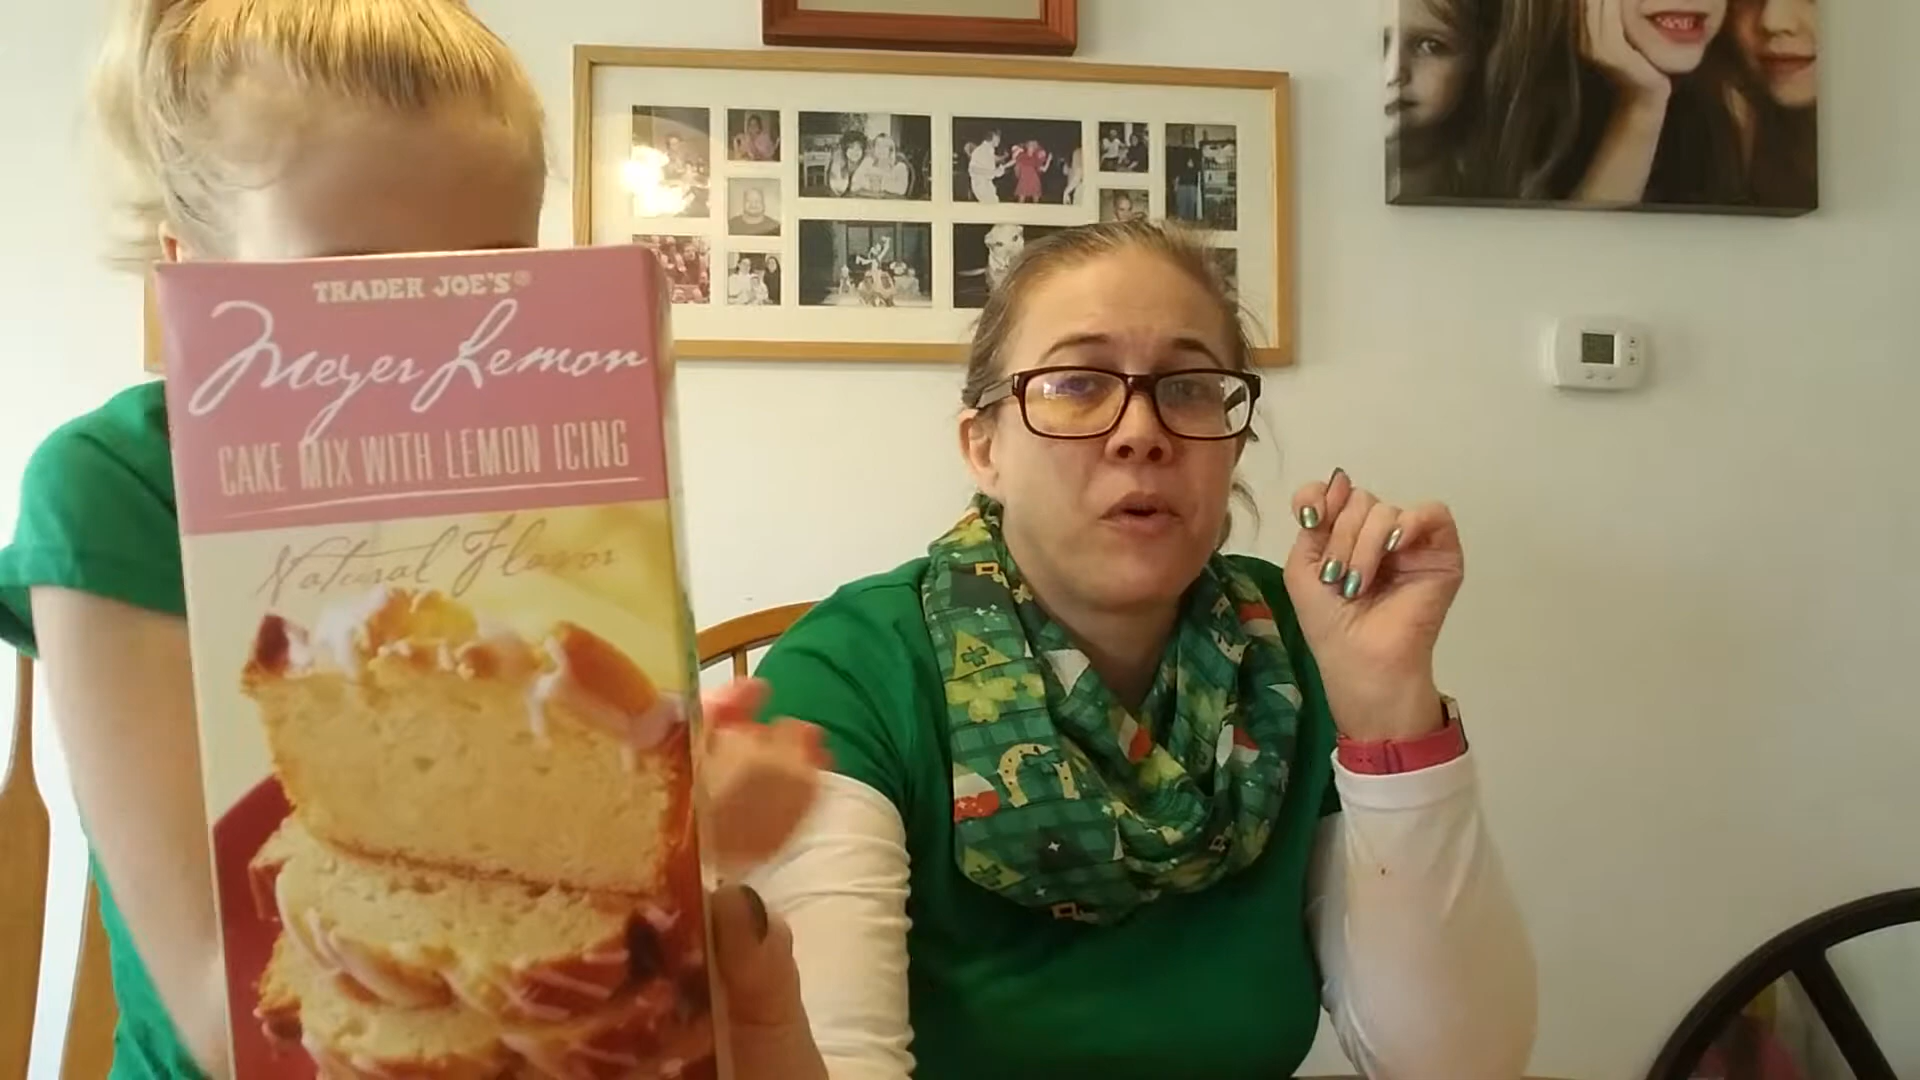 TRADER JOE'S®
Meyer Lemon
CAKE MIX WITH LEMON ICING
Natural Flavor